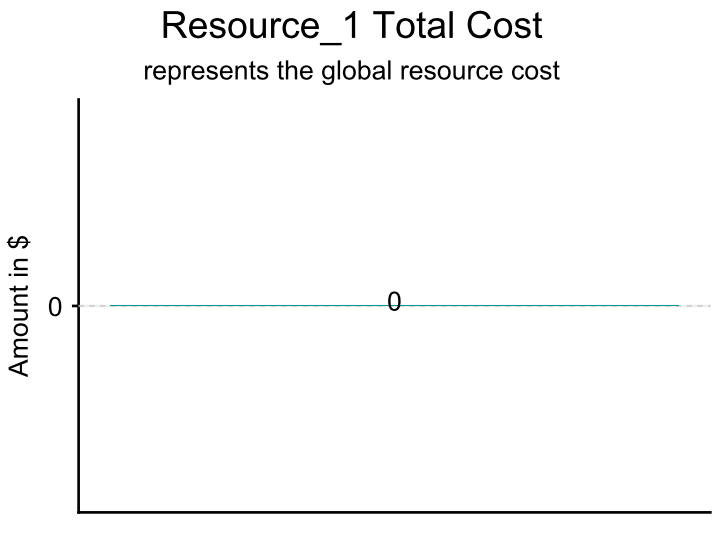 Resource_1 Total Cost
represents the global resource cost
Amount in $
0
0